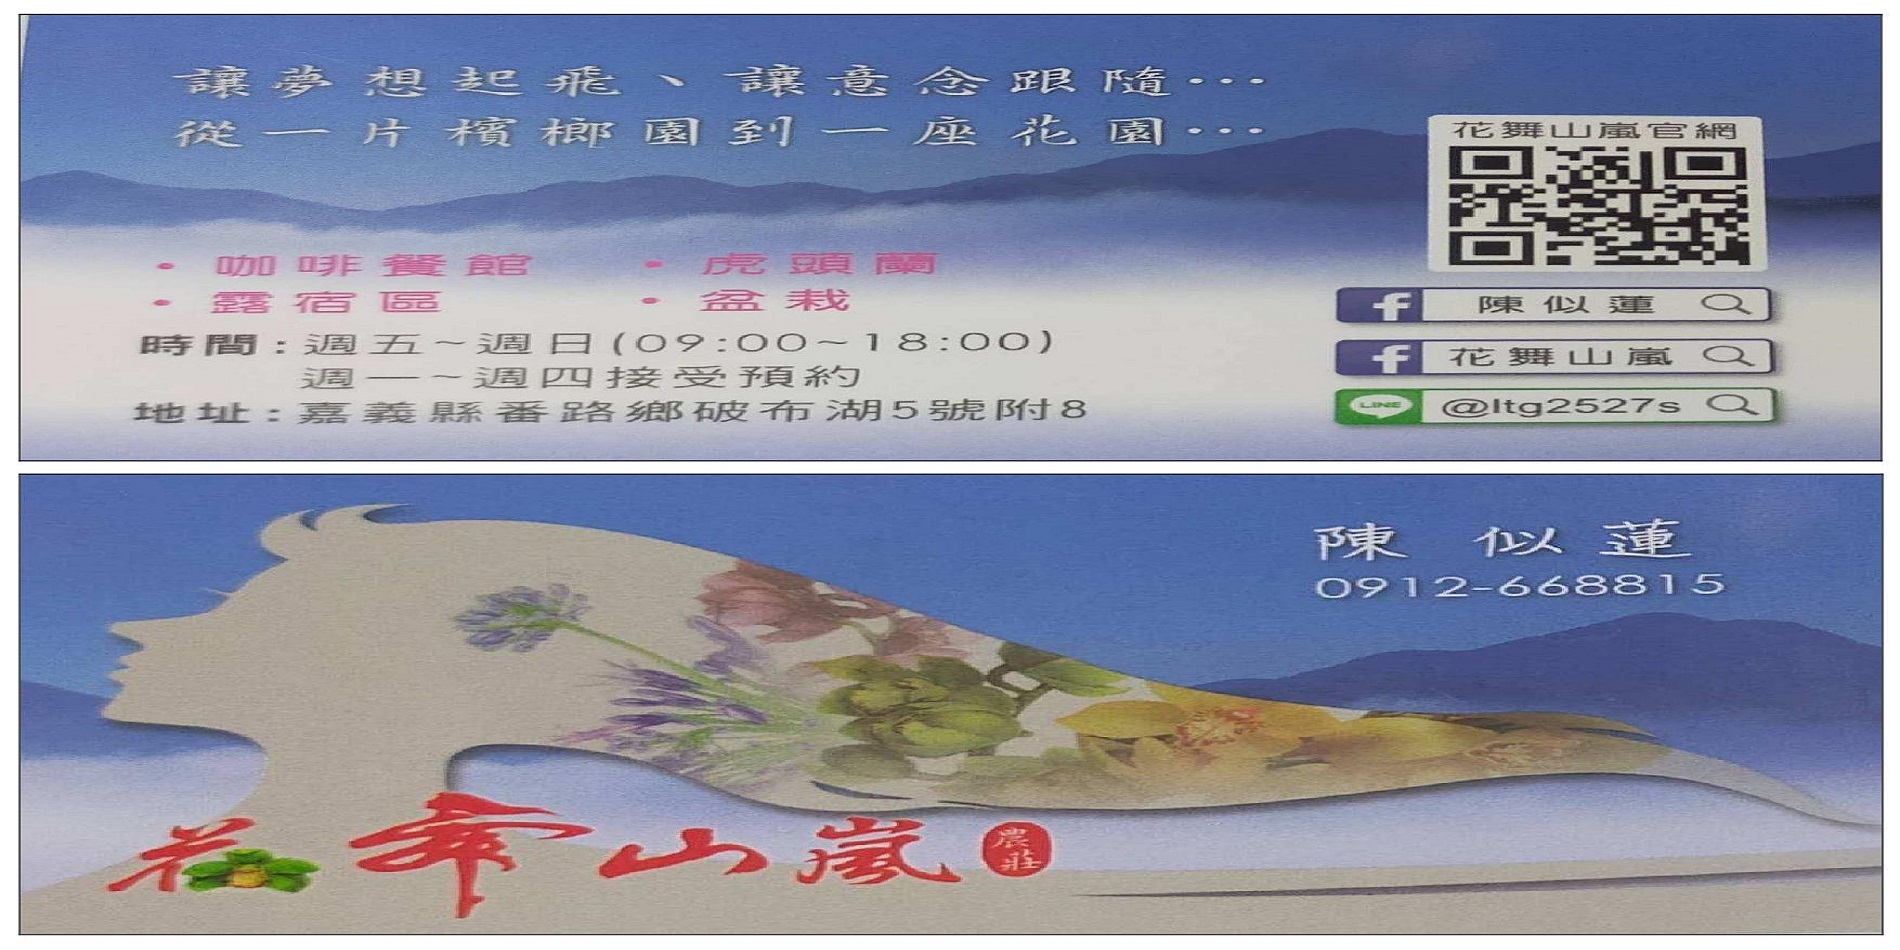 讓夢想起飛、讓意念跟隨···
從一片檳榔園到一座花園···
花舞山嵐官網
· 咖啡餐館 · 虎頭蘭
· 露宿區 · 盆栽
時間:週五~週日(09:00~18:00)
週一~週四接受預約
地址:嘉義縣番路鄉破布湖5號附8
陳似蓮
花舞山嵐
LINE @ltg2527s
陳似蓮
0912-668815
花舞山嵐
農莊